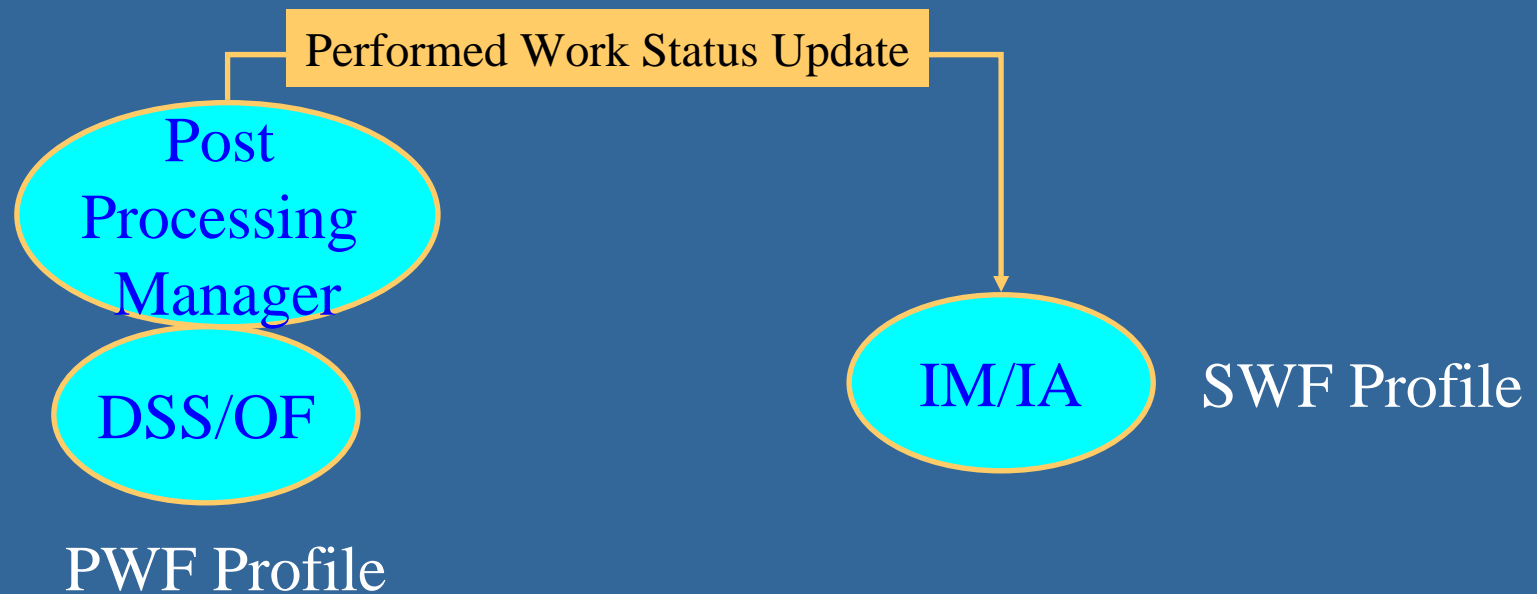 Performed Work Status Update
Post
Processing
Manager
DSS/OF
IM/IA
SWF Profile
PWF Profile